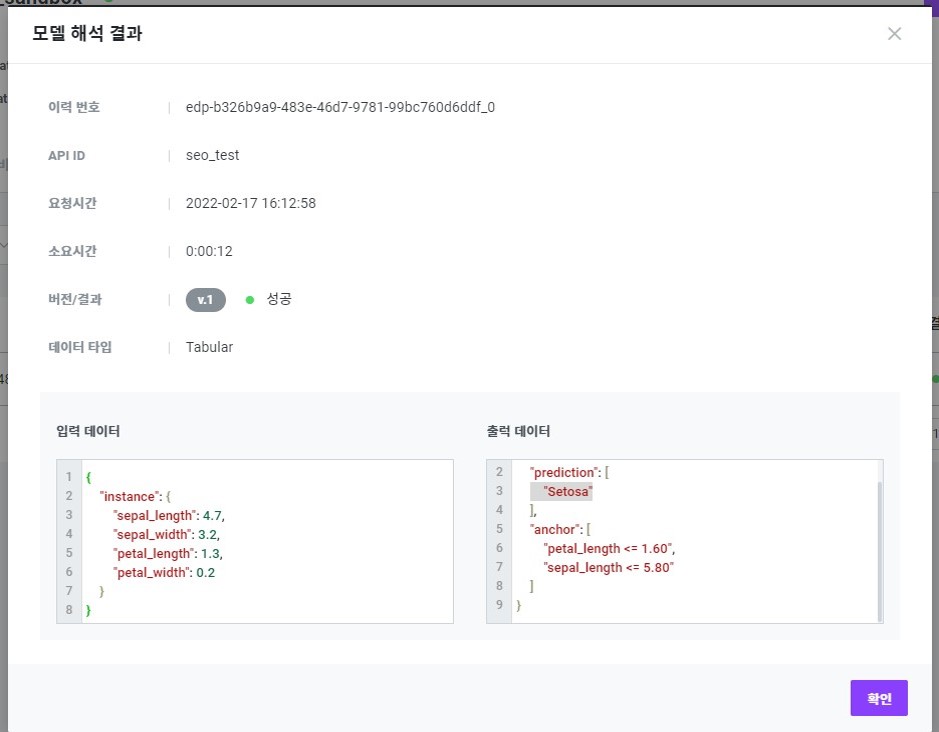 _sandbox
모델 해석 결과
이력 번호 | edp-b326b9a9-483e-46d7-9781-99bc760d6ddf_0
API ID | seo_test
요청시간 | 2022-02-17 16:12:58
소요시간 | 0:00:12
버전/결과 | v.1 성공
데이터 타입 | Tabular
입력 데이터
1 {
2 "instance": {
3 "sepal_length": 4.7,
4 "sepal_width": 3.2,
5 "petal_length": 1.3,
6 "petal_width": 0.2
7 }
8 }
출력 데이터
2 "prediction": [
3 "Setosa"
4 ],
5 "anchor": [
6 "petal_length <= 1.60",
7 "sepal_length <= 5.80"
8 ]
9 }
확인